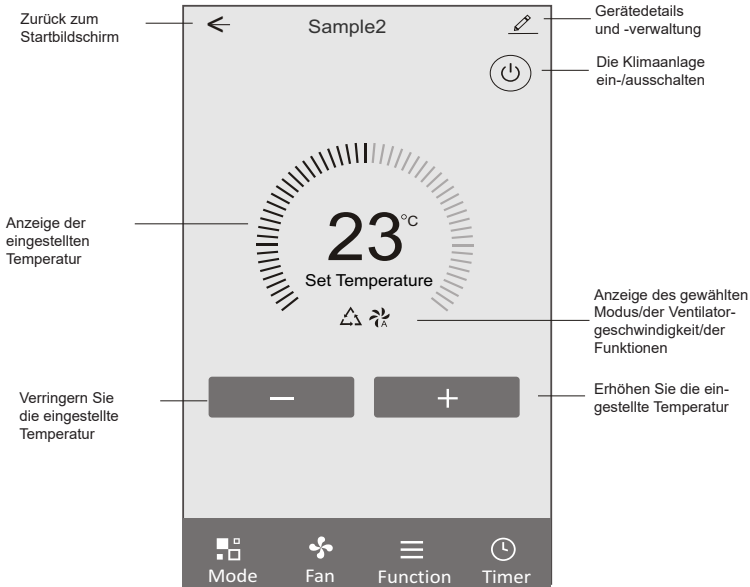 Zurück zum
Startbildschirm
Sample2
Gerätedetails
und -verwaltung
Die Klimaanlage
ein-/ausschalten
Anzeige der
eingestellten
Temperatur
23°C
Set Temperature
A
Anzeige des gewählten
Modus/der Ventilator-
geschwindigkeit/der
Funktionen
Verringern Sie
die eingestellte
Temperatur
Erhöhen Sie die ein-
gestellte Temperatur
Mode Fan Function Timer